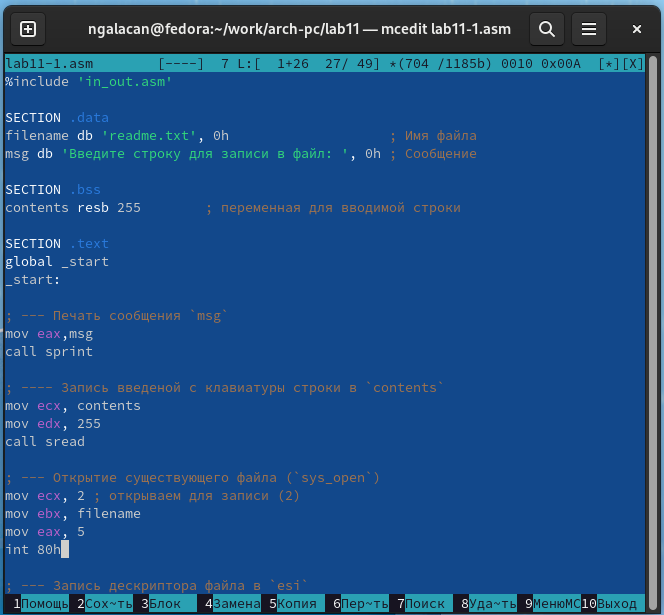 ngalacan@fedora:~/work/arch-pc/lab11 — mcedit lab11-1.asm
lab11-1.asm [----] 7 L:[ 1+26 27/ 49] *(704 /1185b) 0010 0x00A [*][X]
%include 'in_out.asm'
SECTION .data
filename db 'readme.txt', 0h ; Имя файла
msg db 'Введите строку для записи в файл: ', 0h ; Сообщение
SECTION .bss
contents resb 255 ; переменная для вводимой строки
SECTION .text
global _start
_start:
; --- Печать сообщения `msg`
mov eax,msg
call sprint
; ---- Запись введеной с клавиатуры строки в `contents`
mov ecx, contents
mov edx, 255
call sread
; --- Открытие существующего файла (`sys_open`)
mov ecx, 2 ; открываем для записи (2)
mov ebx, filename
mov eax, 5
int 80h
; --- Запись дескриптора файла в `esi`
1Помощь 2Сох~ть 3Блок 4Замена 5Копия 6Пер~ть 7Поиск 8Уда~ть 9МенюМС 10Выход